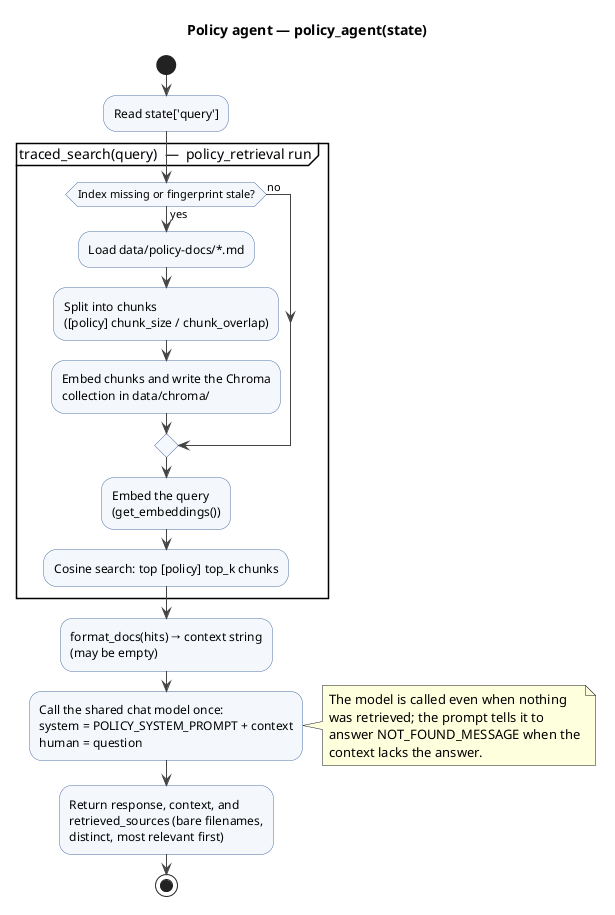 Policy agent — policy_agent(state)
Read state['query']
traced_search(query) — policy_retrieval run
Index missing or fingerprint stale?
no
yes
Load data/policy-docs/*.md
Split into chunks
([policy] chunk_size / chunk_overlap)
Embed chunks and write the Chroma
collection in data/chroma/
Embed the query
(get_embeddings())
Cosine search: top [policy] top_k chunks
format_docs(hits) → context string
(may be empty)
Call the shared chat model once:
system = POLICY_SYSTEM_PROMPT + context
human = question
The model is called even when nothing
was retrieved; the prompt tells it to
answer NOT_FOUND_MESSAGE when the
context lacks the answer.
Return response, context, and
retrieved_sources (bare filenames,
distinct, most relevant first)